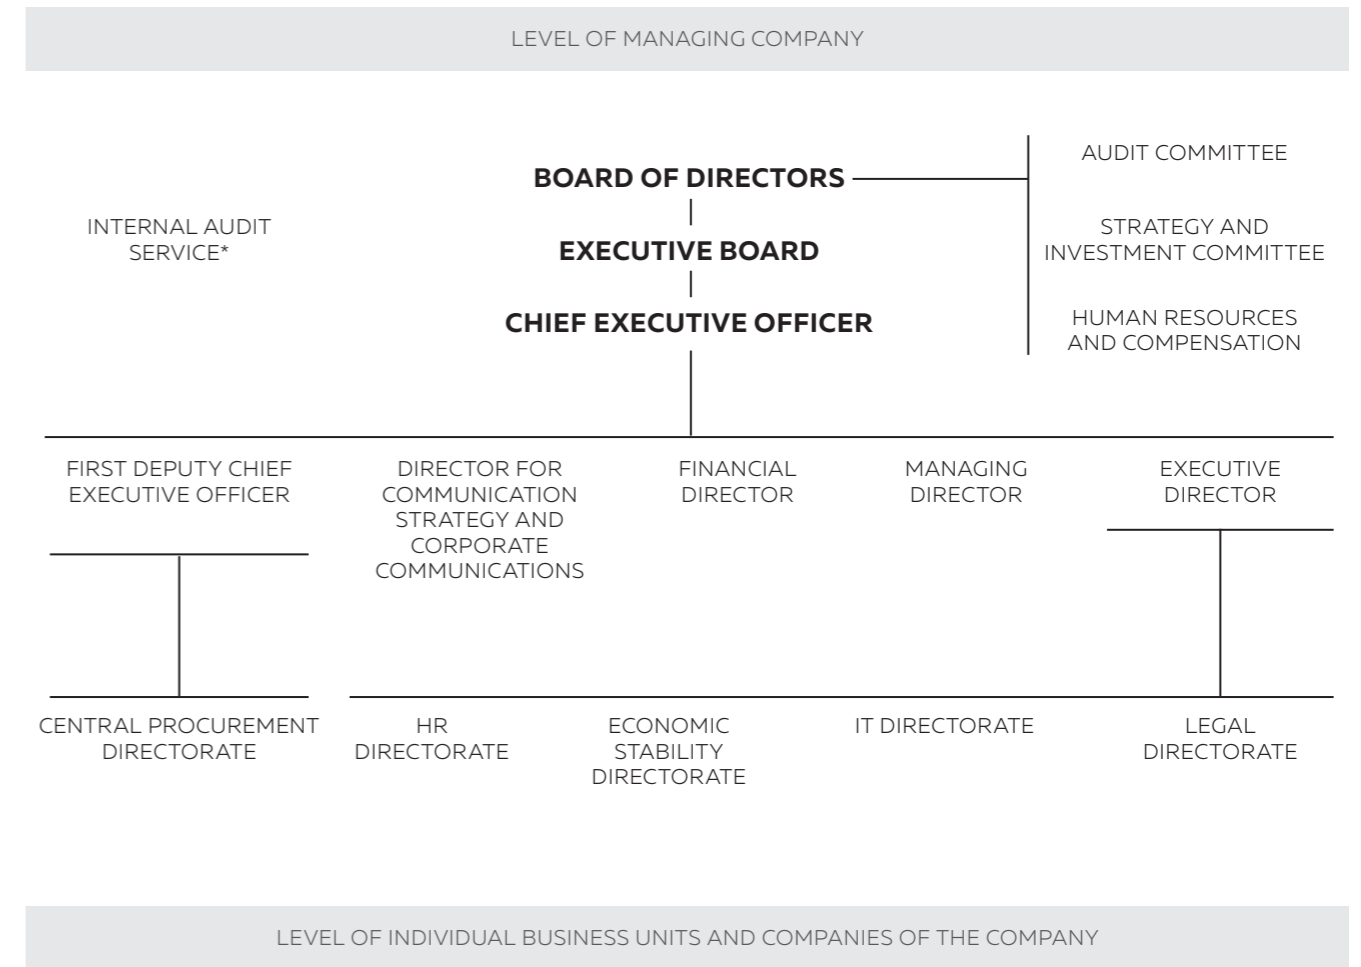 LEVEL OF MANAGING COMPANY
BOARD OF DIRECTORS
EXECUTIVE BOARD
CHIEF EXECUTIVE OFFICER
INTERNAL AUDIT
SERVICE*
AUDIT COMMITTEE
STRATEGY AND
INVESTMENT COMMITTEE
HUMAN RESOURCES
AND COMPENSATION
FIRST DEPUTY CHIEF
EXECUTIVE OFFICER
DIRECTOR FOR
COMMUNICATION
STRATEGY AND
CORPORATE
COMMUNICATIONS
FINANCIAL
DIRECTOR
MANAGING
DIRECTOR
EXECUTIVE
DIRECTOR
CENTRAL PROCUREMENT
DIRECTORATE
HR
DIRECTORATE
ECONOMIC
STABILITY
DIRECTORATE
IT DIRECTORATE
LEGAL
DIRECTORATE
LEVEL OF INDIVIDUAL BUSINESS UNITS AND COMPANIES OF THE COMPANY